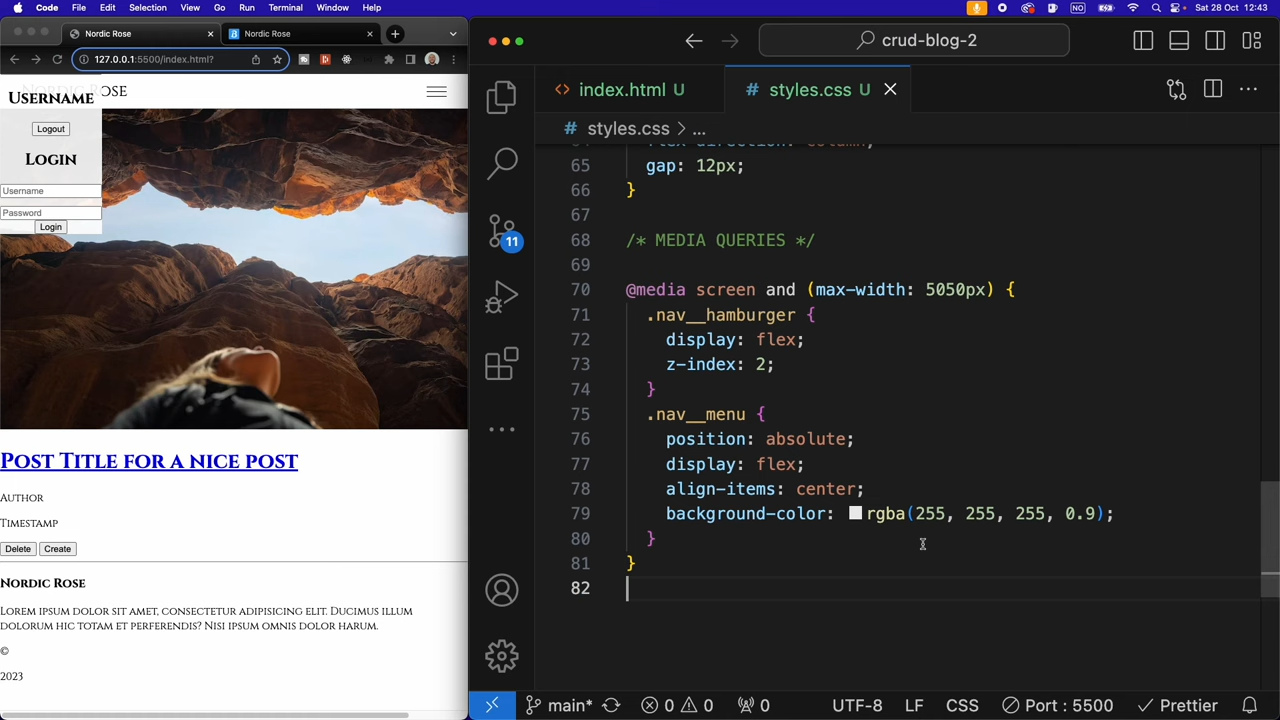 Code File Edit Selection View Go Run Terminal Window Help
NO Sat 28 Oct 12:43
Nordic Rose
Nordic Rose
127.0.0.1:5500/index.html?
Username
Logout
Login
Username
Password
Login
Post Title for a nice post
Author
Timestamp
Delete Create
Nordic Rose
Lorem ipsum dolor sit amet, consectetur adipisicing elit. Ducimus illum
dolorum hic totam et perferendis? Nisi ipsum omnis dolor harum.
©
2023
crud-blog-2
index.html U
styles.css U
styles.css > ...
65 gap: 12px;
66 }
67
68 /* MEDIA QUERIES */
69
70 @media screen and (max-width: 5050px) {
71 .nav__hamburger {
72 display: flex;
73 z-index: 2;
74 }
75 .nav__menu {
76 position: absolute;
77 display: flex;
78 align-items: center;
79 background-color: rgba(255, 255, 255, 0.9);
80 }
81 }
82
11
main* 0 0 0 UTF-8 LF CSS Port : 5500 Prettier